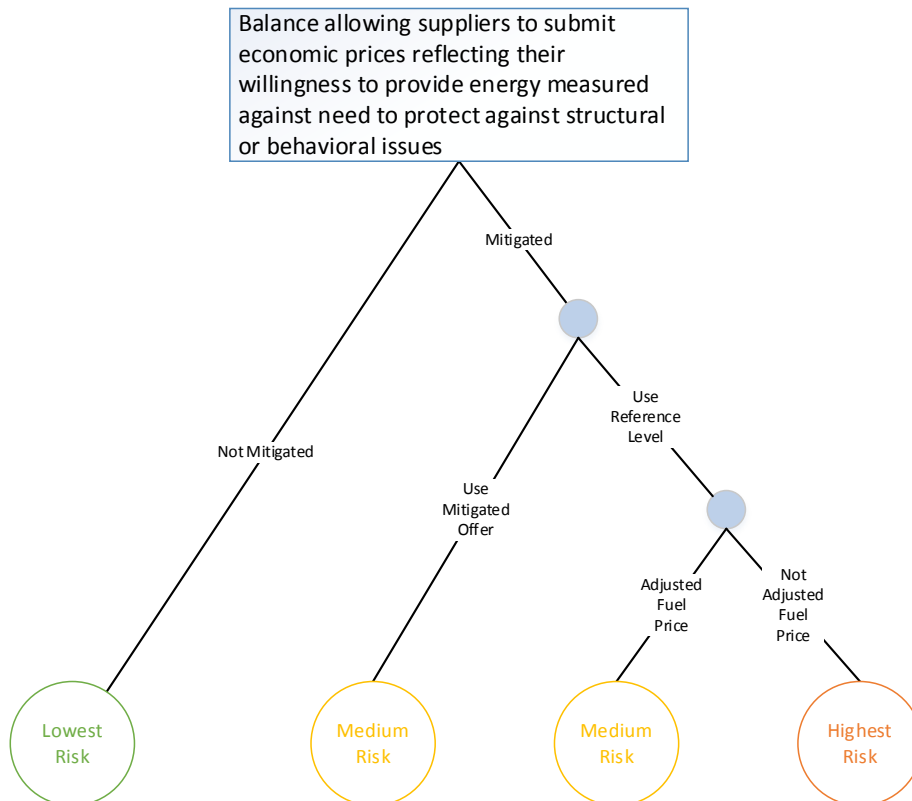 Balance allowing suppliers to submit
economic prices reflecting their
willingness to provide energy measured
against need to protect against structural
or behavioral issues
Mitigated
Not Mitigated
Use
Reference
Level
Use
Mitigated
Offer
Adjusted
Fuel
Price
Not
Adjusted
Fuel
Price
Lowest
Risk
Medium
Risk
Medium
Risk
Highest
Risk